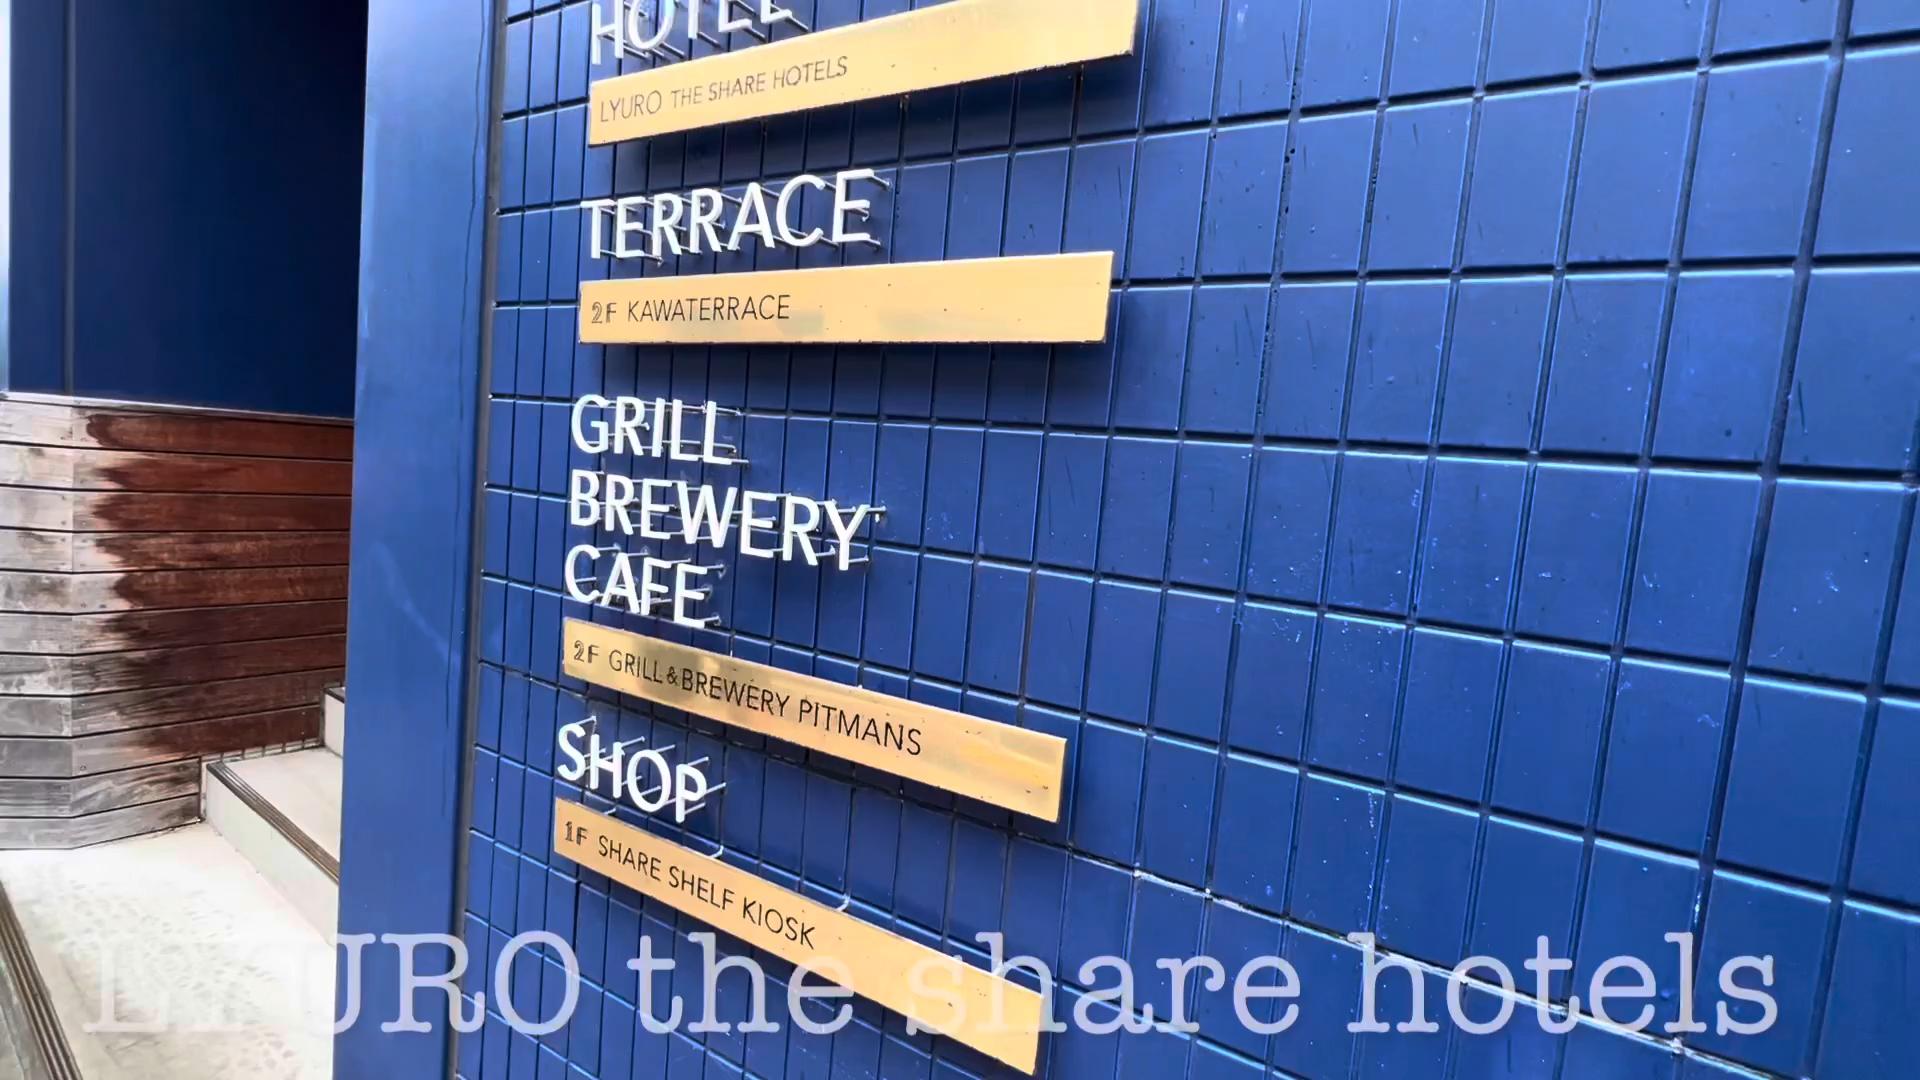 HOTEL
LYURO THE SHARE HOTELS
TERRACE
2F KAWATERRACE
GRILL
BREWERY
CAFE
2F GRILL&BREWERY PITMANS
SHOP
1F SHARE SHELF KIOSK
LYURO the share hotels